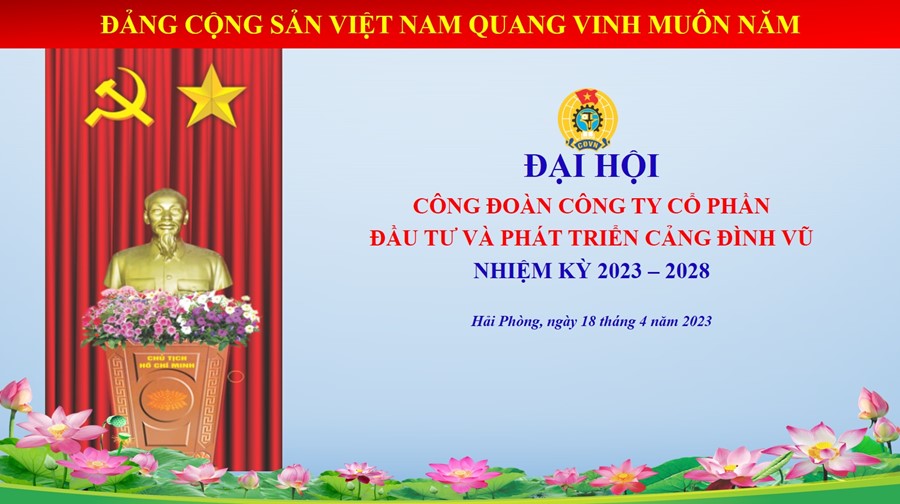 ĐẢNG CỘNG SẢN VIỆT NAM QUANG VINH MUÔN NĂM
CĐVN
ĐẠI HỘI
CÔNG ĐOÀN CÔNG TY CỔ PHẦN
ĐẦU TƯ VÀ PHÁT TRIỂN CẢNG ĐÌNH VŨ
NHIỆM KỲ 2023 – 2028
Hải Phòng, ngày 18 tháng 4 năm 2023
CHỦ TỊCH
HỒ CHÍ MINH